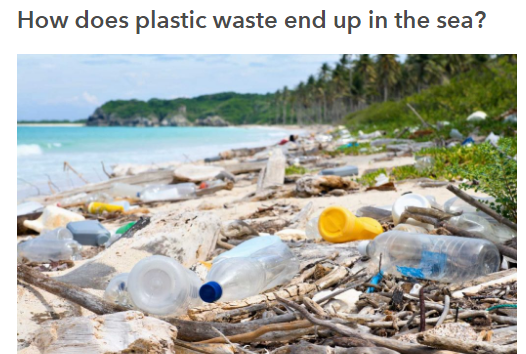 How does plastic waste end up in the sea?